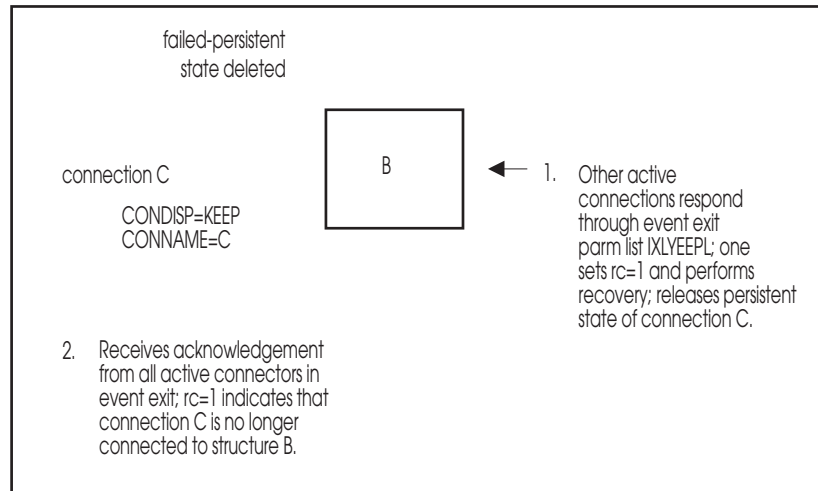 failed-persistent
state deleted
connection C
CONDISP=KEEP
CONNAME=C
B
1. Other active
connections respond
through event exit
parm list IXLYEEPL; one
sets rc=1 and performs
recovery; releases persistent
state of connection C.
2. Receives acknowledgement
from all active connectors in
event exit; rc=1 indicates that
connection C is no longer
connected to structure B.